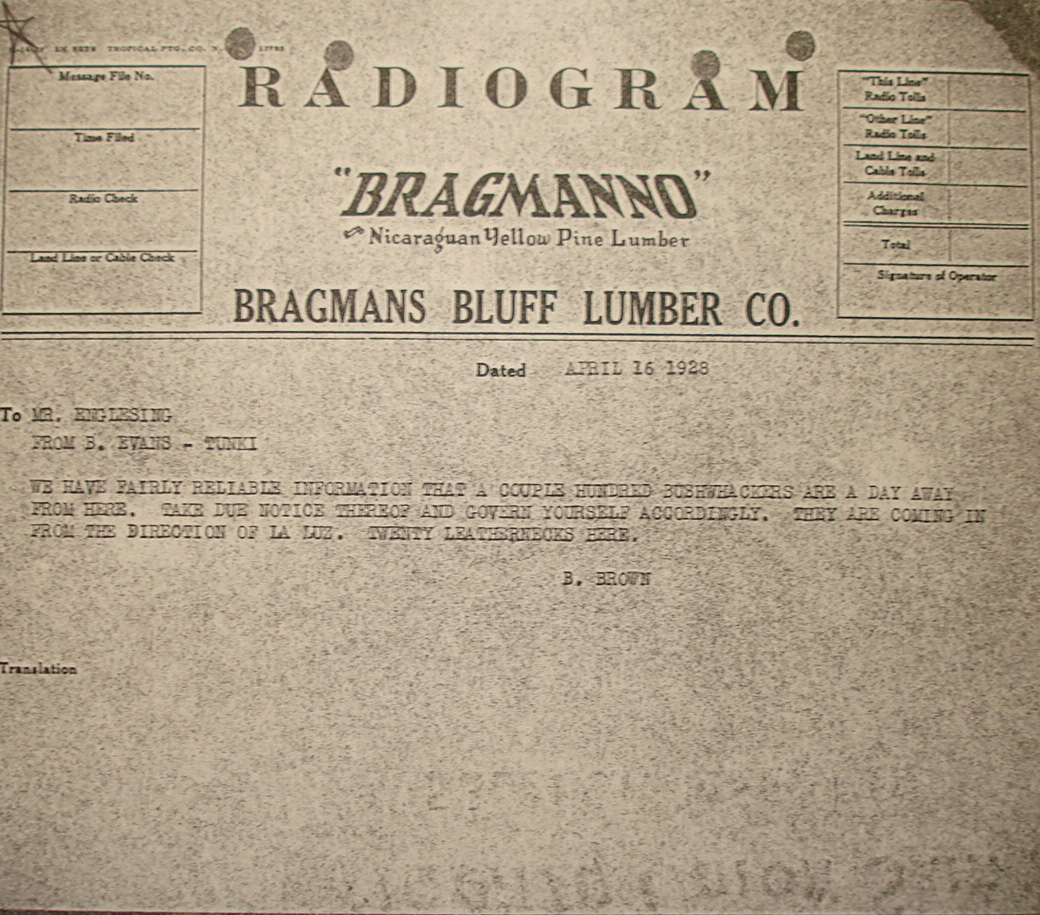 TROPICAL PTG. CO.
RADIOGRAM
Message File No.
Time Filed
Radio Check
Land Line or Cable Check
"This Line"
Radio Tolls
"Other Line"
Radio Tolls
Land Line and
Cable Tolls
Additional
Charges
Total
Signature of Operator
"BRAGMANNO"
Nicaraguan Yellow Pine Lumber
BRAGMANS BLUFF LUMBER CO.
Dated APRIL 16 1928
To MR. ENGLESING
FROM B. EVANS - TUNKI
WE HAVE FAIRLY RELIABLE INFORMATION THAT A COUPLE HUNDRED BUSHWHACKERS ARE A DAY AWAY
FROM HERE. TAKE DUE NOTICE THEREOF AND GOVERN YOURSELF ACCORDINGLY. THEY ARE COMING IN
FROM THE DIRECTION OF LA LUZ. TWENTY LEATHERNECKS HERE.
B. BROWN
Translation